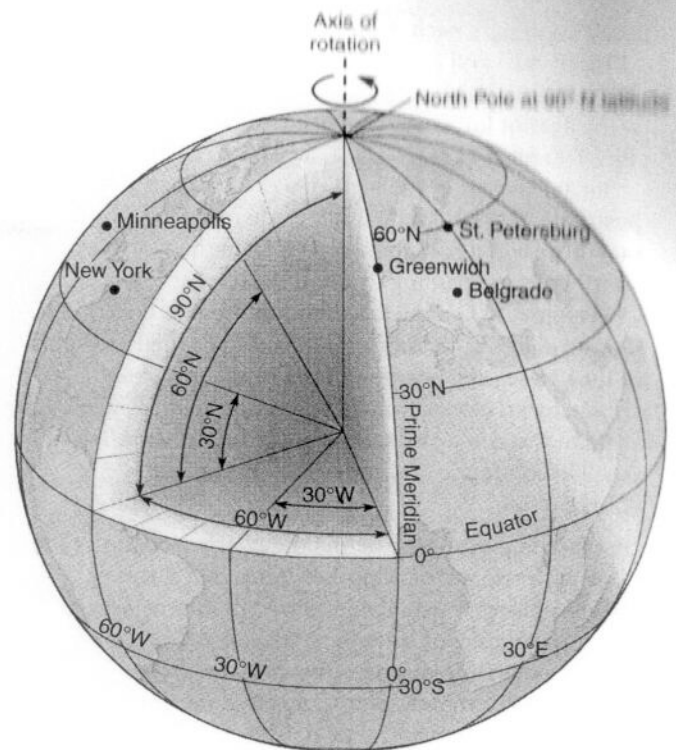 Axis of
rotation
North Pole at 90° N latitude
Minneapolis
60°N
St. Petersburg
New York
Greenwich
Belgrade
90°N
60°N
30°N
30°N
Prime Meridian
30°W
60°W
Equator
0°
60°W
30°W
0°
30°E
30°S